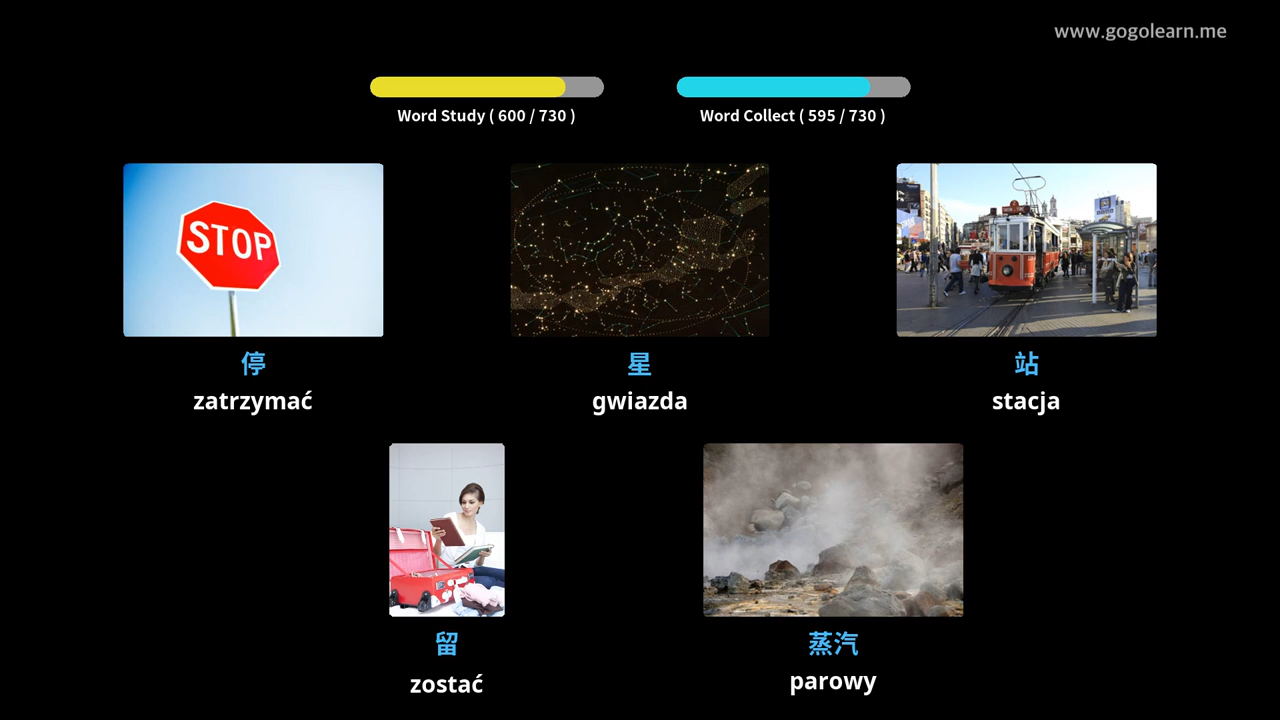 www.gogolearn.me
Word Study ( 600 / 730 )
Word Collect ( 595 / 730 )
STOP
停
zatrzymać
星
gwiazda
站
stacja
留
zostać
蒸汽
parowy